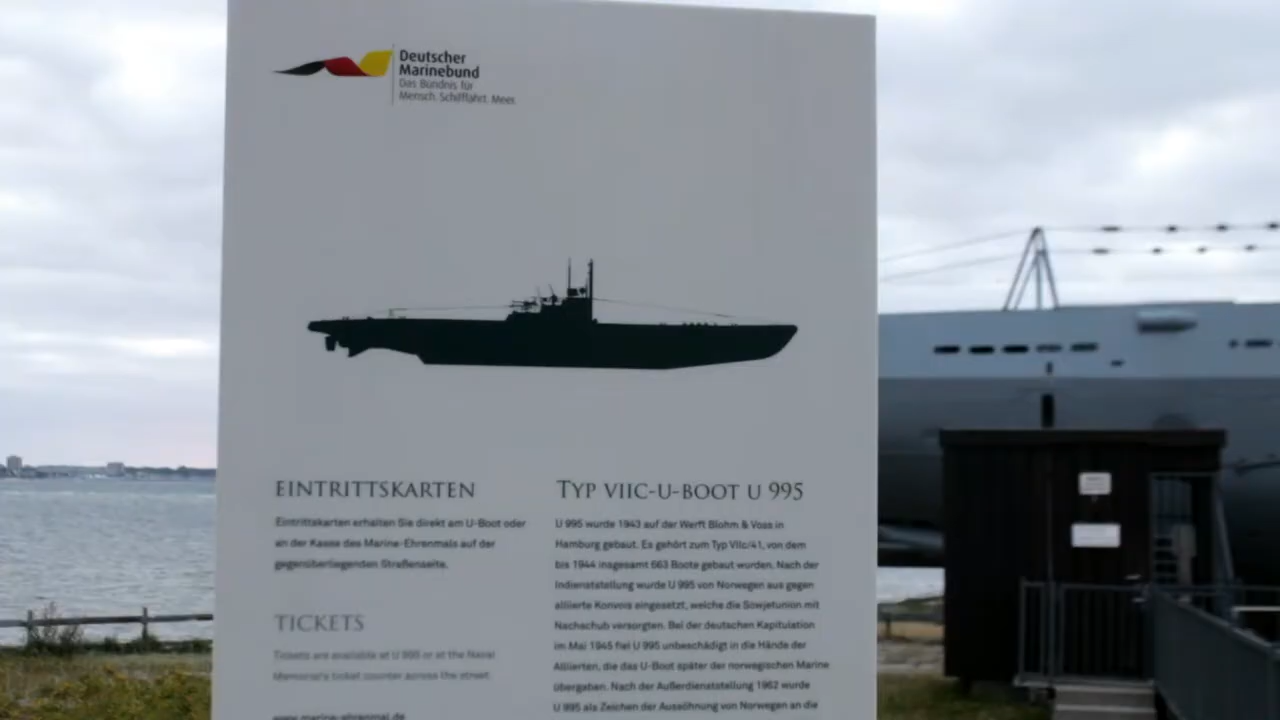 Deutscher
Marinebund
Das Bündnis für
Mensch. Schifffahrt. Meer.
EINTRITTSKARTEN
Eintrittskarten erhalten Sie direkt am U-Boot oder
an der Kasse des Marine-Ehrenmals auf der
gegenüberliegenden Straßenseite.
TICKETS
Tickets are available at U 995 or at the Naval
Memorial's ticket counter across the street.
www.marine-ehrenmal.de
TYP VIIC-U-BOOT U 995
U 995 wurde 1943 auf der Werft Blohm & Voss in
Hamburg gebaut. Es gehört zum Typ VIIc/41, von dem
bis 1944 insgesamt 663 Boote gebaut wurden. Nach der
Indienststellung wurde U 995 von Norwegen aus gegen
alliierte Konvois eingesetzt, welche die Sowjetunion mit
Nachschub versorgten. Bei der deutschen Kapitulation
im Mai 1945 fiel U 995 unbeschädigt in die Hände der
Alliierten, die das U-Boot später der norwegischen Marine
übergaben. Nach der Außerdienststellung 1962 wurde
U 995 als Zeichen der Aussöhnung von Norwegen an die